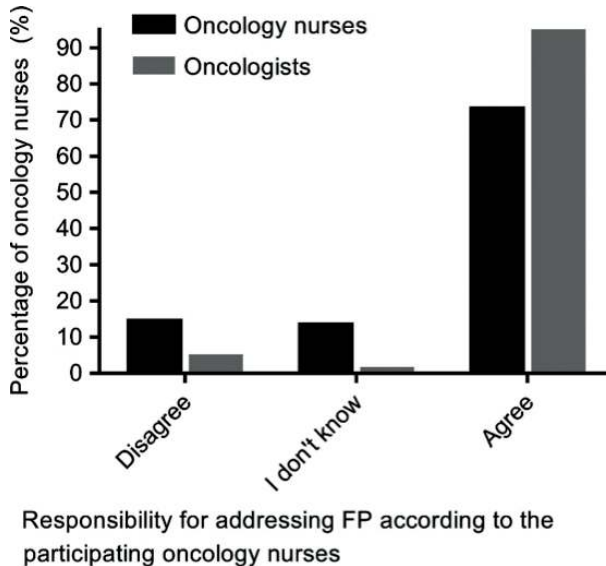 Percentage of oncology nurses (%)
90
80
70
60
50
40
30
20
10
0
Oncology nurses
Oncologists
Disagree
I don't know
Agree
Responsibility for addressing FP according to the
participating oncology nurses